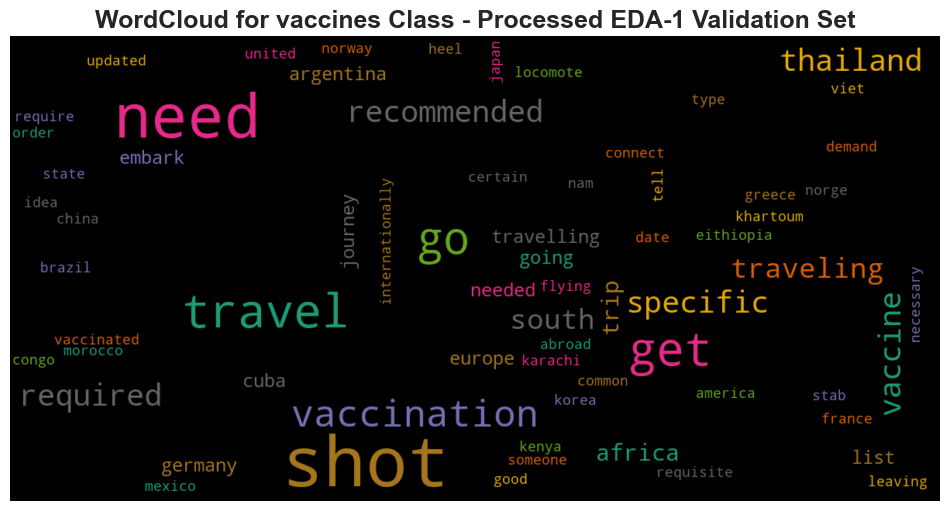 WordCloud for vaccines Class - Processed EDA-1 Validation Set
updated
united
norway
heel
japan
argentina
locomote
thailand
viet
need
recommended
type
require
order
embark
connect
demand
state
certain
nam
tell
greece
norge
idea
china
journey
internationally
khartoum
go
travelling
date
eithiopia
going
brazil
traveling
needed
flying
trip
specific
necessary
travel
south
vaccine
vaccinated
morocco
abroad
get
congo
europe
karachi
cuba
common
required
korea
america
stab
vaccination
france
shot
kenya
africa
someone
germany
requisite
list
mexico
good
leaving